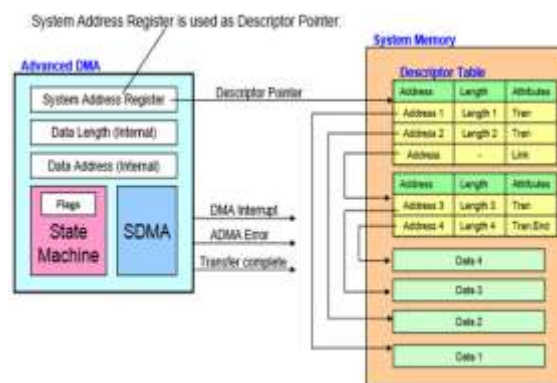 System Address Register is used as Descriptor Pointer.
Advanced DMA
System Address Register
Data Length (Internal)
Data Address (Internal)
Flags
State
Machine
SDMA
Descriptor Pointer
DMA Interrupt
ADMA Error
Transfer complete
System Memory
Descriptor Table
Address Length Attributes
Address 1 Length 1 Tran
Address 2 Length 2 Tran
Address - Link
Address Length Attributes
Address 3 Length 3 Tran
Address 4 Length 4 Tran,End
Data 4
Data 3
Data 2
Data 1